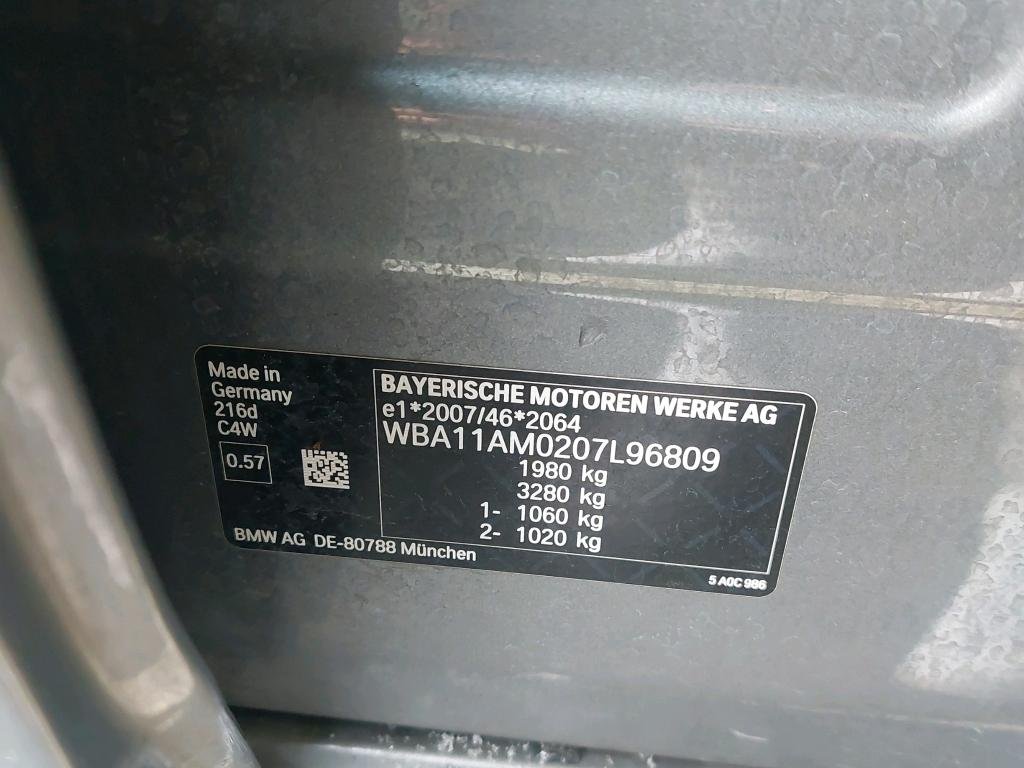 Made in
Germany
216d
C4W
0.57
BMW AG DE-80788 München
BAYERISCHE MOTOREN WERKE AG
e1*2007/46*2064
WBA11AM0207L96809
1980 kg
3280 kg
1- 1060 kg
2- 1020 kg
5 A0C 986